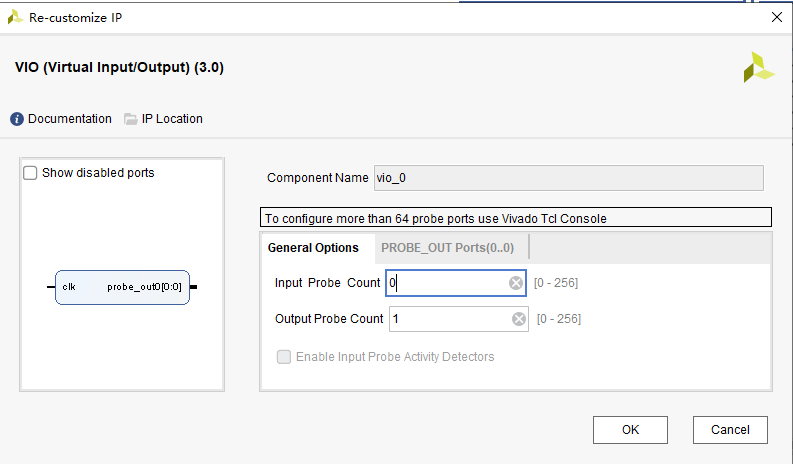 Re-customize IP
VIO (Virtual Input/Output) (3.0)
Documentation IP Location
Show disabled ports
Component Name vio_0
To configure more than 64 probe ports use Vivado Tcl Console
General Options PROBE_OUT Ports(0..0)
Input Probe Count 0 [0 - 256]
clk probe_out0[0:0]
Output Probe Count 1 [0 - 256]
Enable Input Probe Activity Detectors
OK Cancel